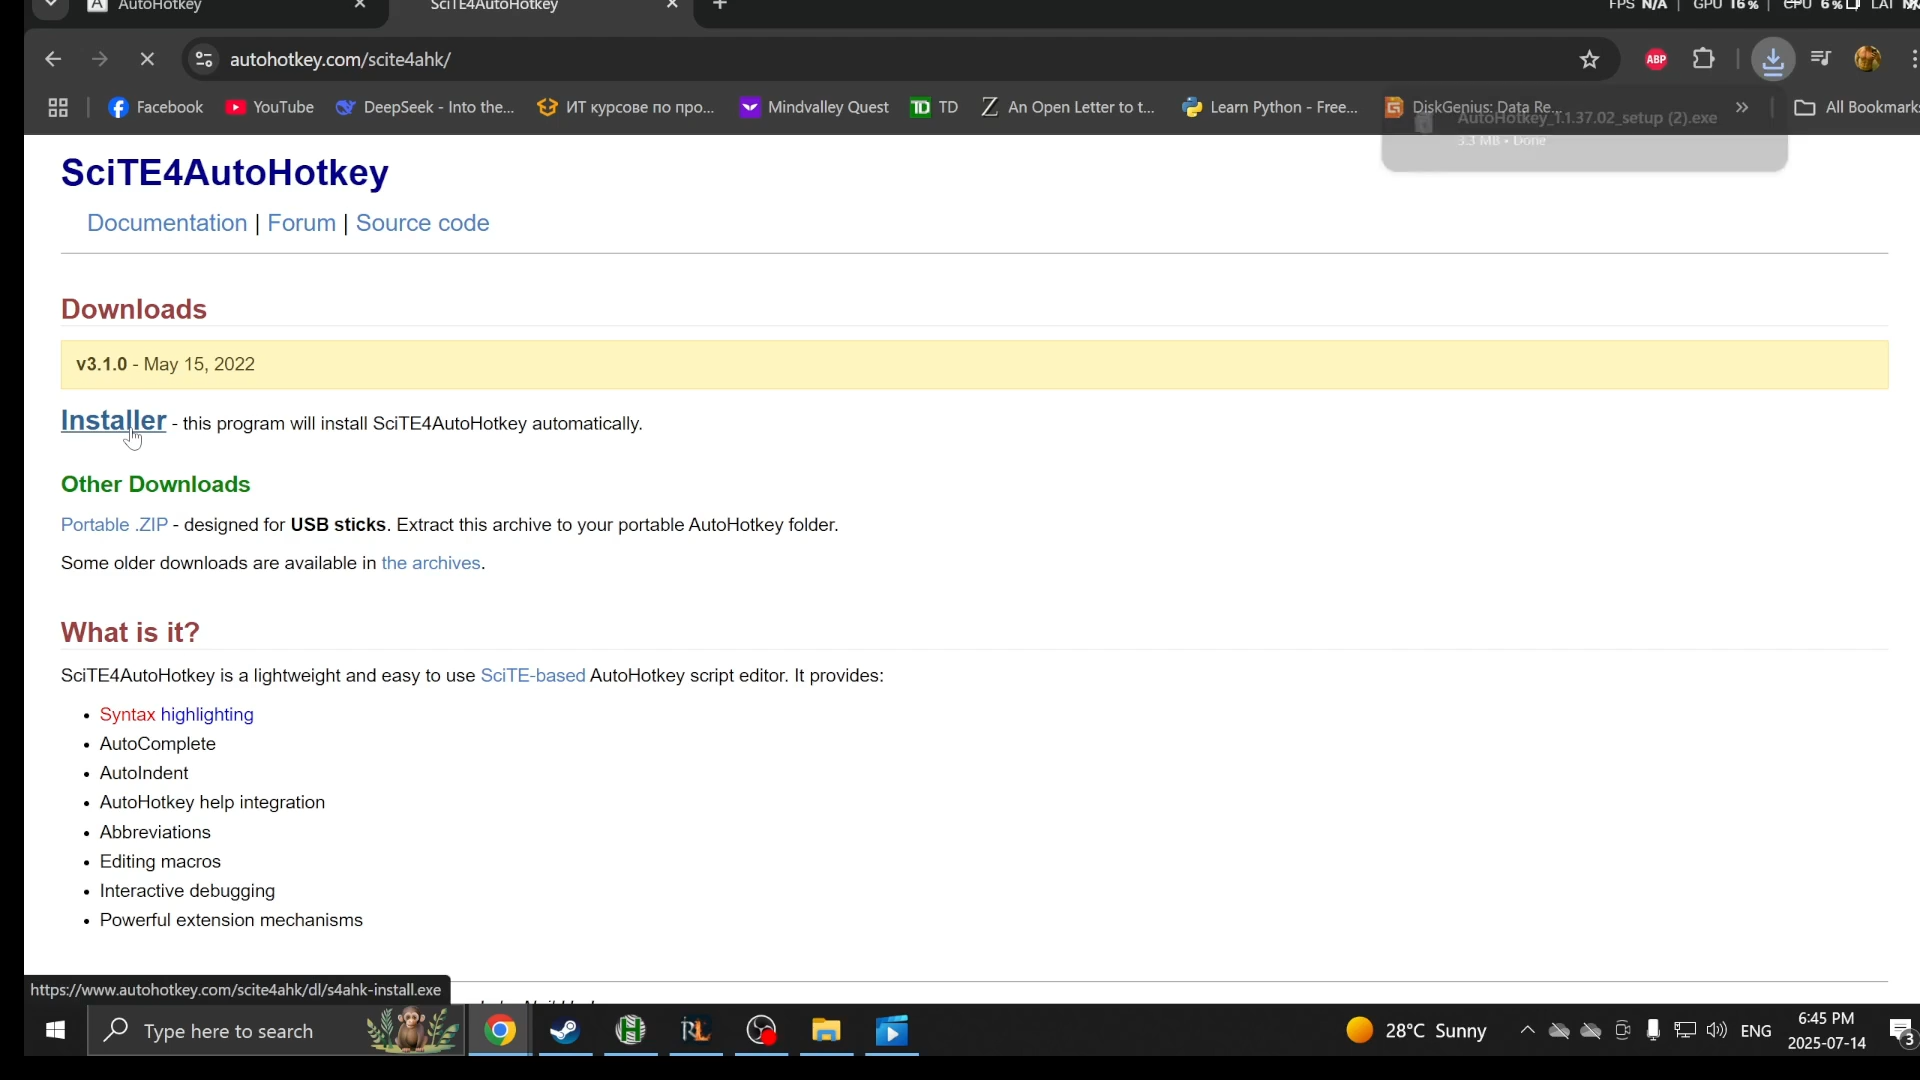 AutoHotkey
SciTE4AutoHotkey
FPS N/A | GPU 16% | CPU 6% LAT
autohotkey.com/scite4ahk/
ABP
Facebook
YouTube
DeepSeek - Into the...
ИТ курсове по про...
Mindvalley Quest
TD
An Open Letter to t...
Learn Python - Free...
DiskGenius: Data Re...
All Bookmarks
AutoHotkey_1.1.37.02_setup (2).exe
3.3 MB • Done
SciTE4AutoHotkey
Documentation | Forum | Source code
Downloads
v3.1.0 - May 15, 2022
Installer - this program will install SciTE4AutoHotkey automatically.
Other Downloads
Portable .ZIP - designed for USB sticks. Extract this archive to your portable AutoHotkey folder.
Some older downloads are available in the archives.
What is it?
SciTE4AutoHotkey is a lightweight and easy to use SciTE-based AutoHotkey script editor. It provides:
• Syntax highlighting
• AutoComplete
• AutoIndent
• AutoHotkey help integration
• Abbreviations
• Editing macros
• Interactive debugging
• Powerful extension mechanisms
https://www.autohotkey.com/scite4ahk/dl/s4ahk-install.exe
Type here to search
28°C Sunny
ENG
6:45 PM
2025-07-14
3